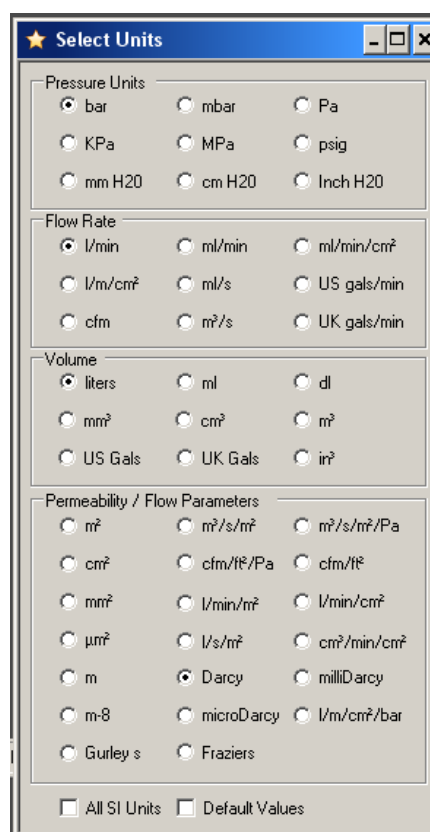 Select Units
Pressure Units
bar mbar Pa
KPa MPa psig
mm H20 cm H20 Inch H20
Flow Rate
l/min ml/min ml/min/cm²
l/m/cm² ml/s US gals/min
cfm m³/s UK gals/min
Volume
liters ml dl
mm³ cm³ m³
US Gals UK Gals in³
Permeability / Flow Parameters
m² m³/s/m² m³/s/m²/Pa
cm² cfm/ft²/Pa cfm/ft²
mm² l/min/m² l/min/cm²
µm² l/s/m² cm³/min/cm²
m Darcy milliDarcy
m-8 microDarcy l/m/cm²/bar
Gurley s Fraziers
All SI Units Default Values